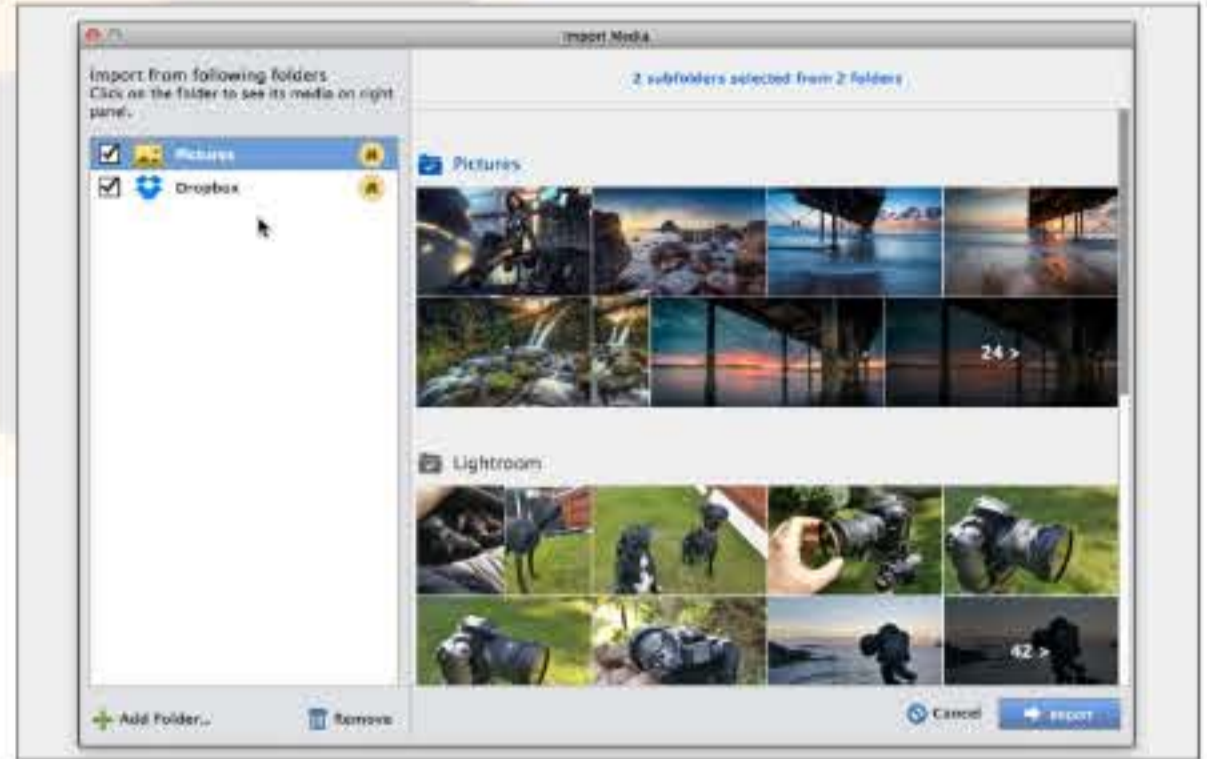 Import Media
Import from following folders
Click on the folder to see its media on right
panel.
Pictures
Dropbox
Add Folder...
Remove
2 subfolders selected from 2 folders
Pictures
24 >
Lightroom
42 >
Cancel
Import